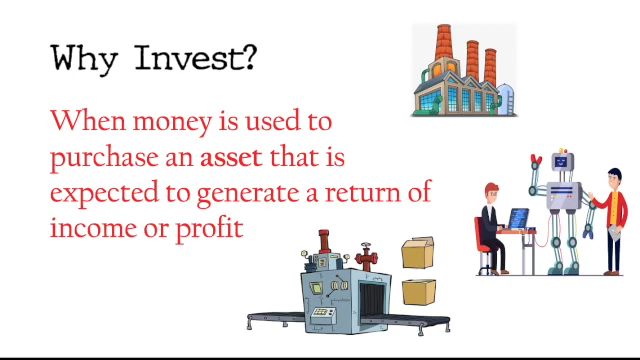 Why Invest?
When money is used to
purchase an asset that is
expected to generate a return of
income or profit